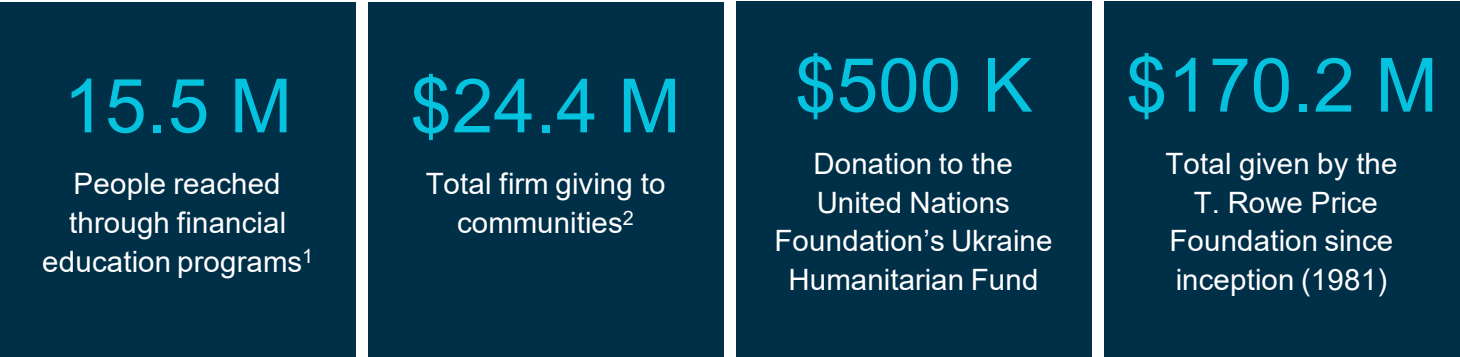 15.5 M
People reached
through financial
education programs¹
$24.4 M
Total firm giving to
communities²
$500 K
Donation to the
United Nations
Foundation’s Ukraine
Humanitarian Fund
$170.2 M
Total given by the
T. Rowe Price
Foundation since
inception (1981)